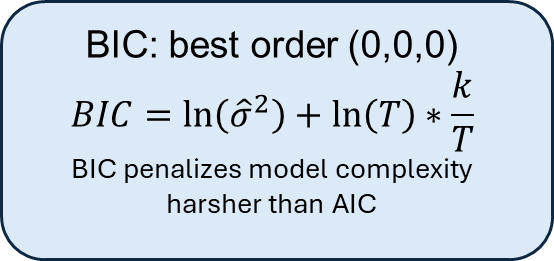 BIC: best order (0,0,0)
BIC = ln(σ̂²) + ln(T) * k/T
BIC penalizes model complexity
harsher than AIC